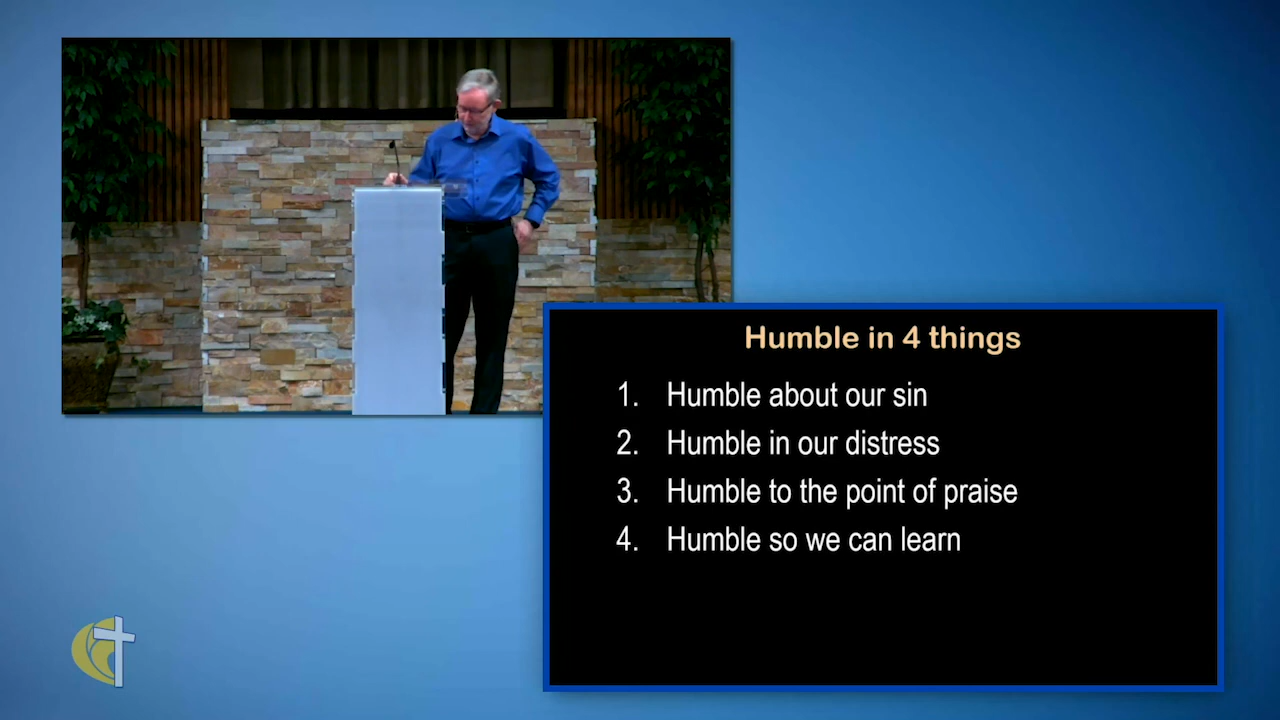 Humble in 4 things
1. Humble about our sin
2. Humble in our distress
3. Humble to the point of praise
4. Humble so we can learn